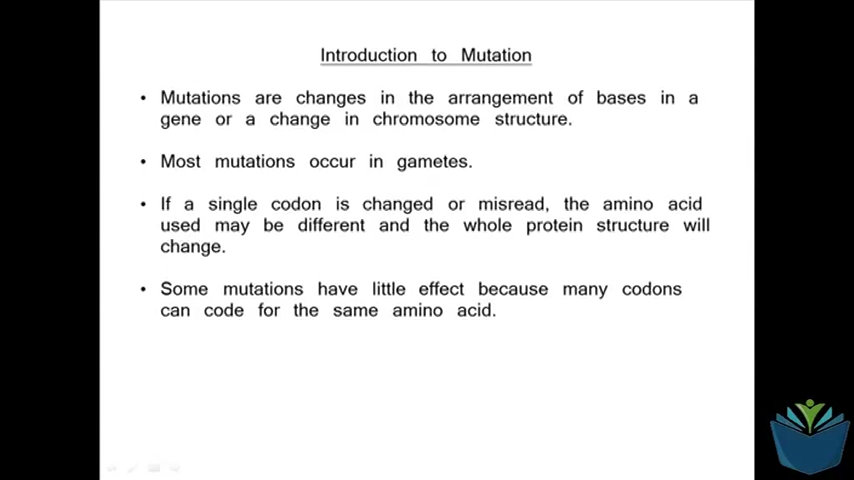 Introduction to Mutation
• Mutations are changes in the arrangement of bases in a
gene or a change in chromosome structure.
• Most mutations occur in gametes.
• If a single codon is changed or misread, the amino acid
used may be different and the whole protein structure will
change.
• Some mutations have little effect because many codons
can code for the same amino acid.